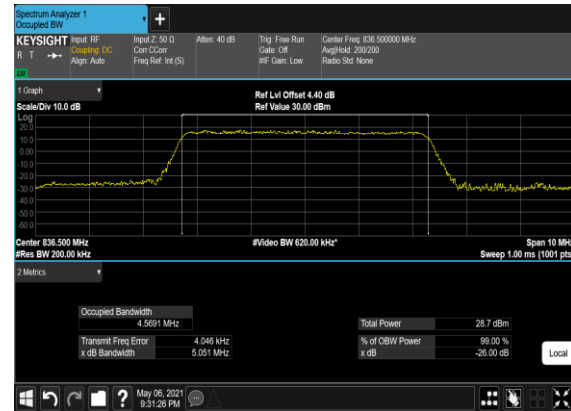 Spectrum Analyzer 1
Occupied BW
KEYSIGHT Input: RF Input Z: 50 Ω Atten: 40 dB Trig: Free Run Center Freq: 836.500000 MHz
R T Coupling: DC Corr CCorr Gate: Off Avg|Hold: 200/200
Align: Auto Freq Ref: Int (S) #IF Gain: Low Radio Std: None
1 Graph
Ref Lvl Offset 4.40 dB
Scale/Div 10.0 dB Ref Value 30.00 dBm
Log
20.0
10.0
0.00
-10.0
-20.0
-30.0
-40.0
-50.0
-60.0
Center 836.500 MHz #Video BW 620.00 kHz* Span 10 MHz
#Res BW 200.00 kHz Sweep 1.00 ms (1001 pts
2 Metrics
Occupied Bandwidth
4.5691 MHz Total Power 28.7 dBm
Transmit Freq Error 4.046 kHz % of OBW Power 99.00 %
x dB Bandwidth 5.051 MHz x dB -26.00 dB
Local
May 06, 2021
9:31:26 PM